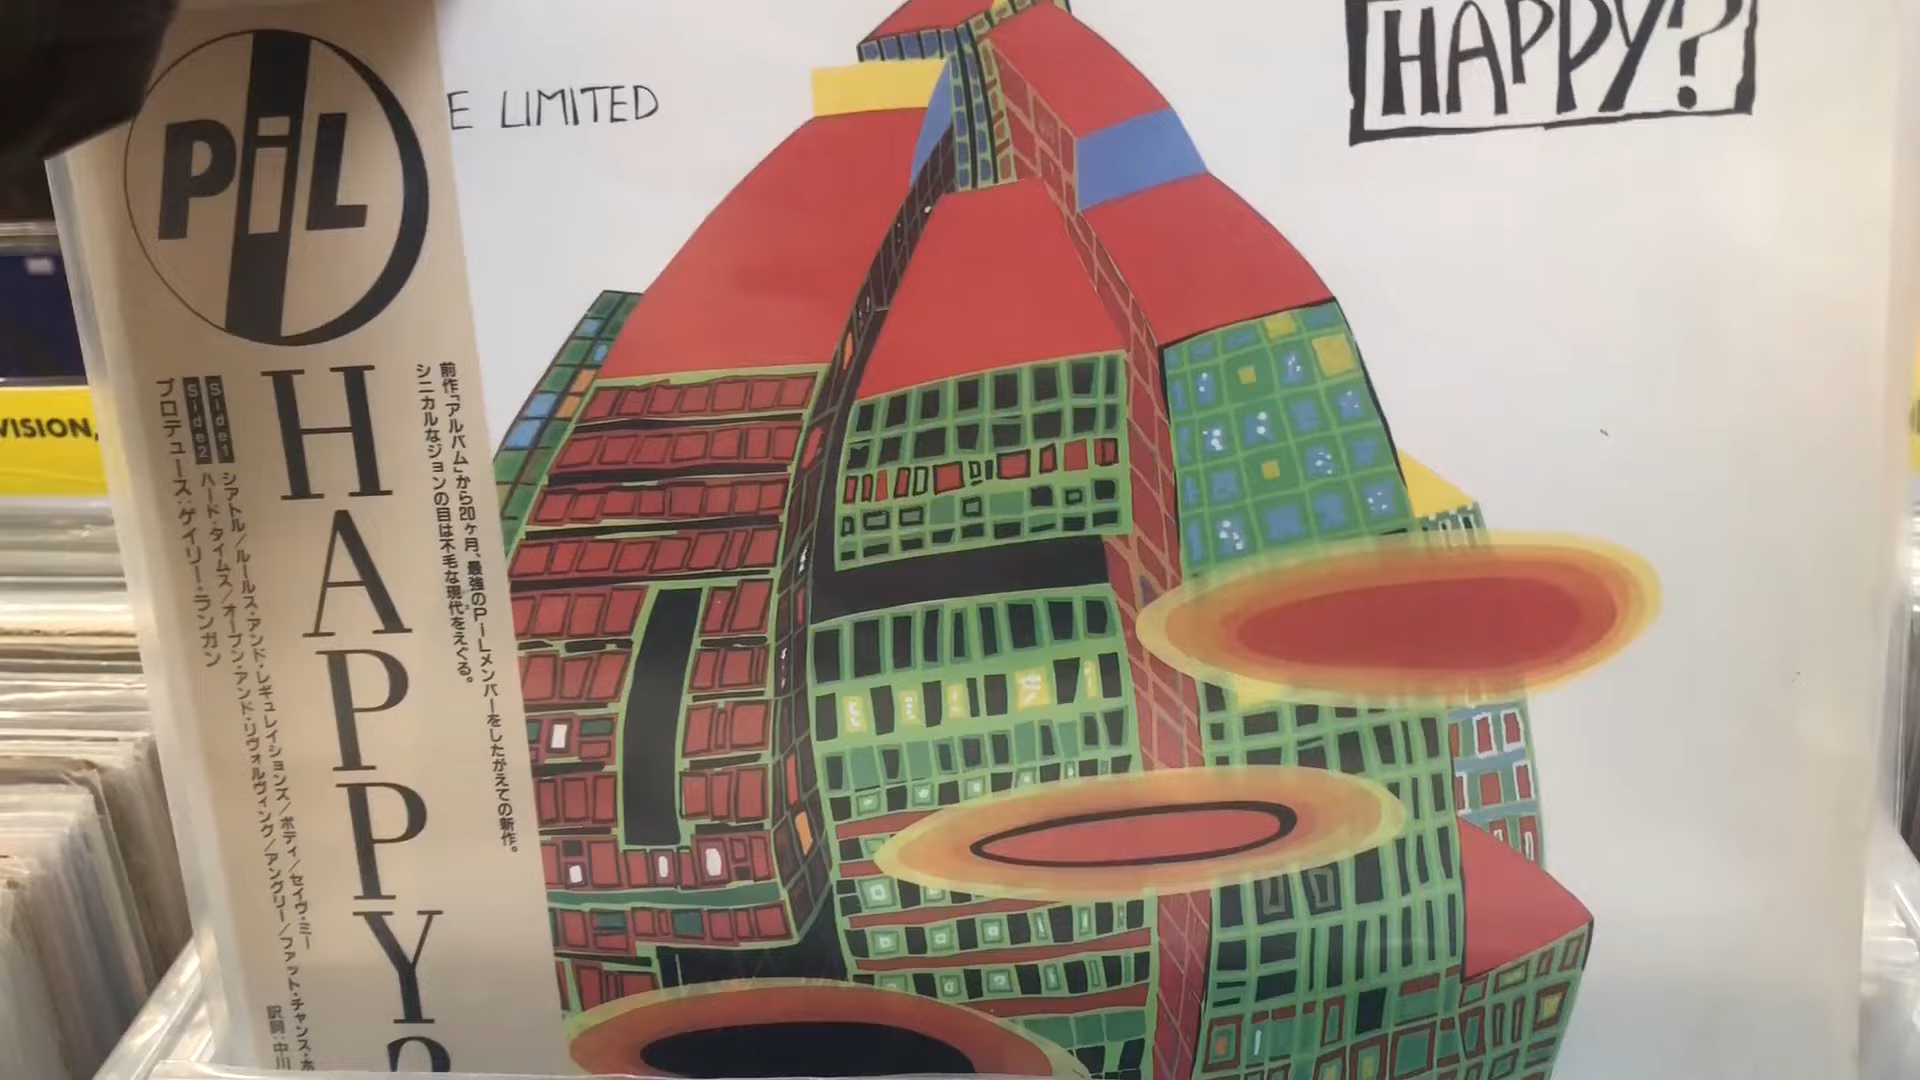 PiL
E LIMITED
HAPPY?
HAPPY?
前作「アルバム」から20ヶ月、最強のPILメンバーをしたがえての新作。
シニカルなジョンの目は不毛な現代をえぐる。
Side1 シアトル/ルールス・アンド・レギュレイションズ/ボディ/セイヴ・ミー
Side2 ハード・タイムス/オープン・アンド・リヴォルヴィング/アングリー/ファット・チャンス・ホ
プロデュース:ゲイリー・ランガン
訳詞:中川
VISION,